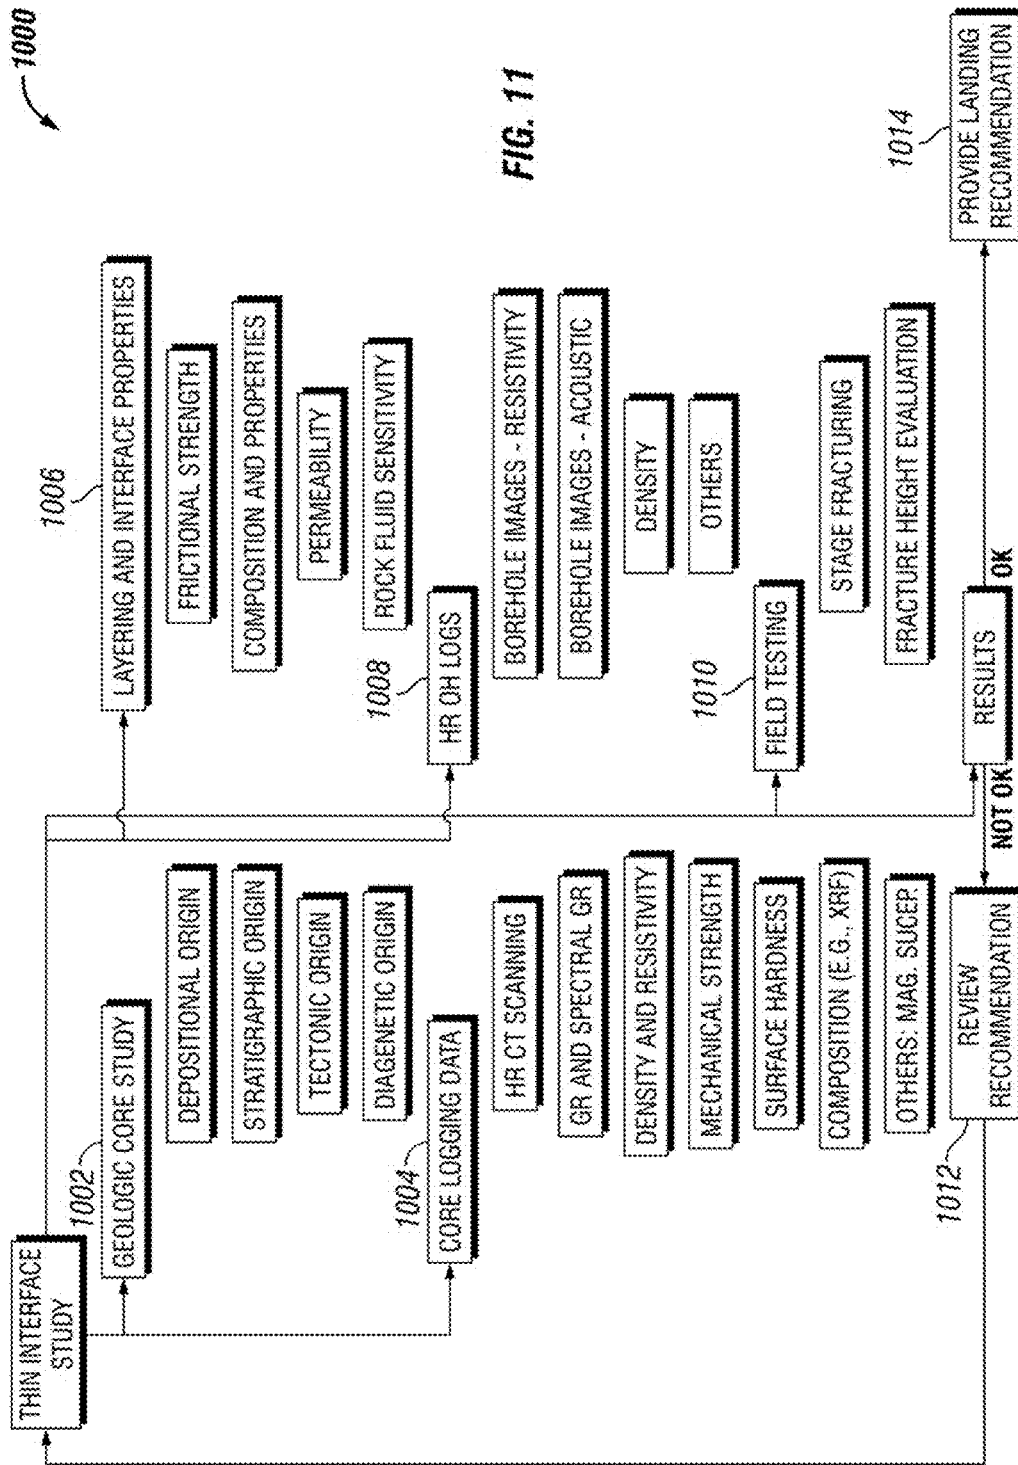 1000
THIN INTERFACE
STUDY
1002
GEOLOGIC CORE STUDY
DEPOSITIONAL ORIGIN
STRATIGRAPHIC ORIGIN
TECTONIC ORIGIN
DIAGENETIC ORIGIN
1004
CORE LOGGING DATA
HR CT SCANNING
GR AND SPECTRAL GR
DENSITY AND RESISTIVITY
MECHANICAL STRENGTH
SURFACE HARDNESS
COMPOSITION (E.G., XRF)
OTHERS: MAG. SUCEP.
1012
REVIEW
RECOMMENDATION
1006
LAYERING AND INTERFACE PROPERTIES
FRICTIONAL STRENGTH
COMPOSITION AND PROPERTIES
PERMEABILITY
ROCK FLUID SENSITIVITY
1008
HR OH LOGS
BOREHOLE IMAGES - RESISTIVITY
BOREHOLE IMAGES - ACOUSTIC
DENSITY
OTHERS
1010
FIELD TESTING
STAGE FRACTURING
FRACTURE HEIGHT EVALUATION
NOT OK
RESULTS
OK
1014
PROVIDE LANDING
RECOMMENDATION
FIG. 11